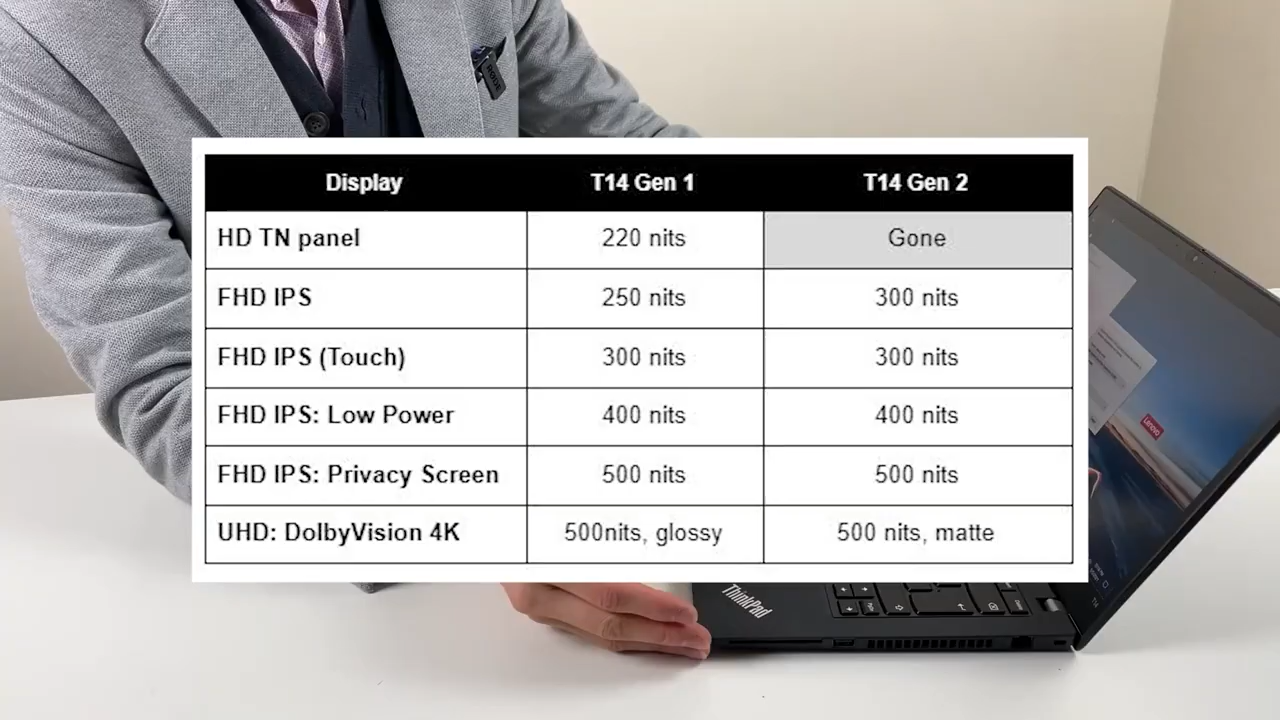 Display T14 Gen 1 T14 Gen 2
HD TN panel 220 nits Gone
FHD IPS 250 nits 300 nits
FHD IPS (Touch) 300 nits 300 nits
FHD IPS: Low Power 400 nits 400 nits
FHD IPS: Privacy Screen 500 nits 500 nits
UHD: DolbyVision 4K 500nits, glossy 500 nits, matte
Lenovo
ThinkPad